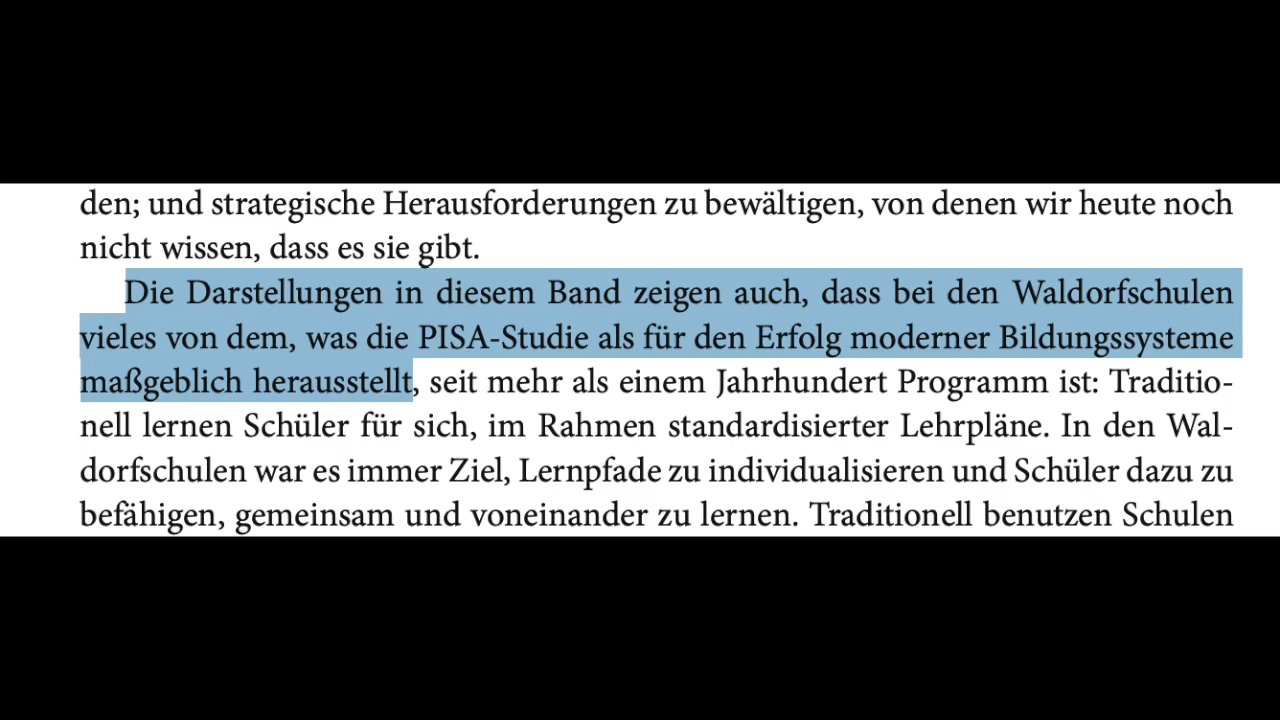 den; und strategische Herausforderungen zu bewältigen, von denen wir heute noch
nicht wissen, dass es sie gibt.
Die Darstellungen in diesem Band zeigen auch, dass bei den Waldorfschulen
vieles von dem, was die PISA-Studie als für den Erfolg moderner Bildungssysteme
maßgeblich herausstellt, seit mehr als einem Jahrhundert Programm ist: Traditio-
nell lernen Schüler für sich, im Rahmen standardisierter Lehrpläne. In den Wal-
dorfschulen war es immer Ziel, Lernpfade zu individualisieren und Schüler dazu zu
befähigen, gemeinsam und voneinander zu lernen. Traditionell benutzen Schulen